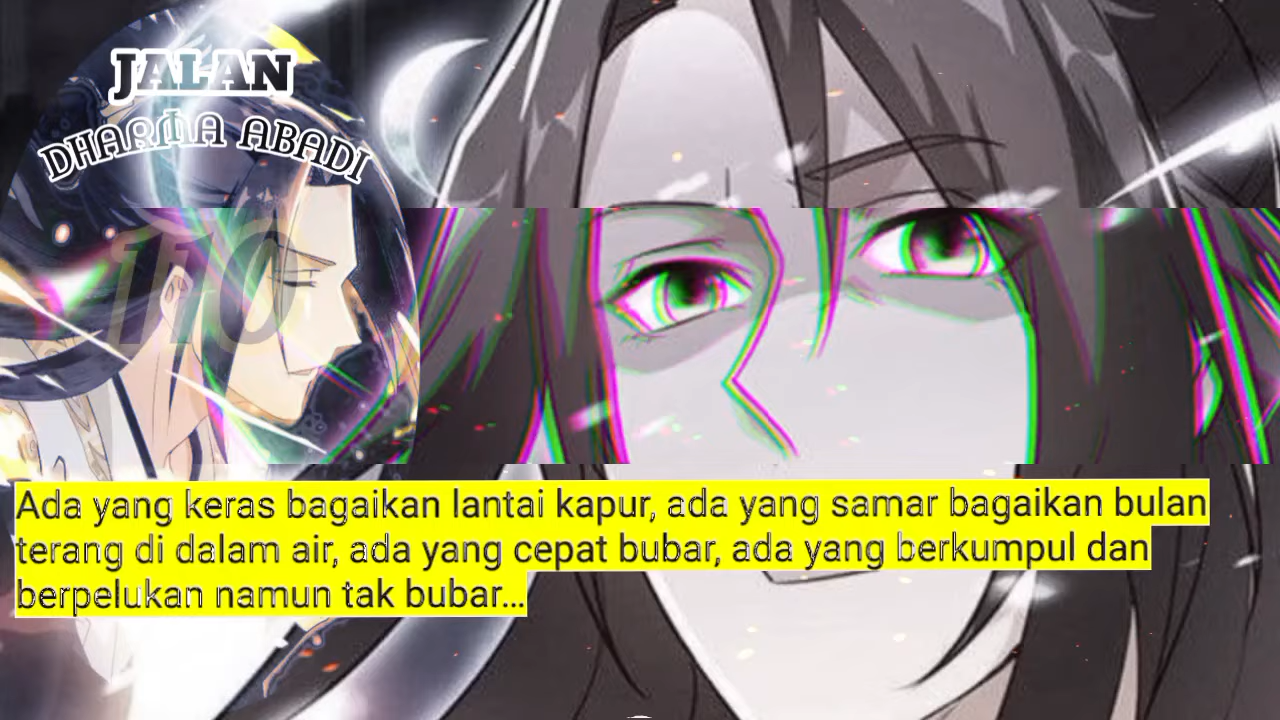 JALAN
DHARMA ABADI
110
Ada yang keras bagaikan lantai kapur, ada yang samar bagaikan bulan
terang di dalam air, ada yang cepat bubar, ada yang berkumpul dan
berpelukan namun tak bubar...